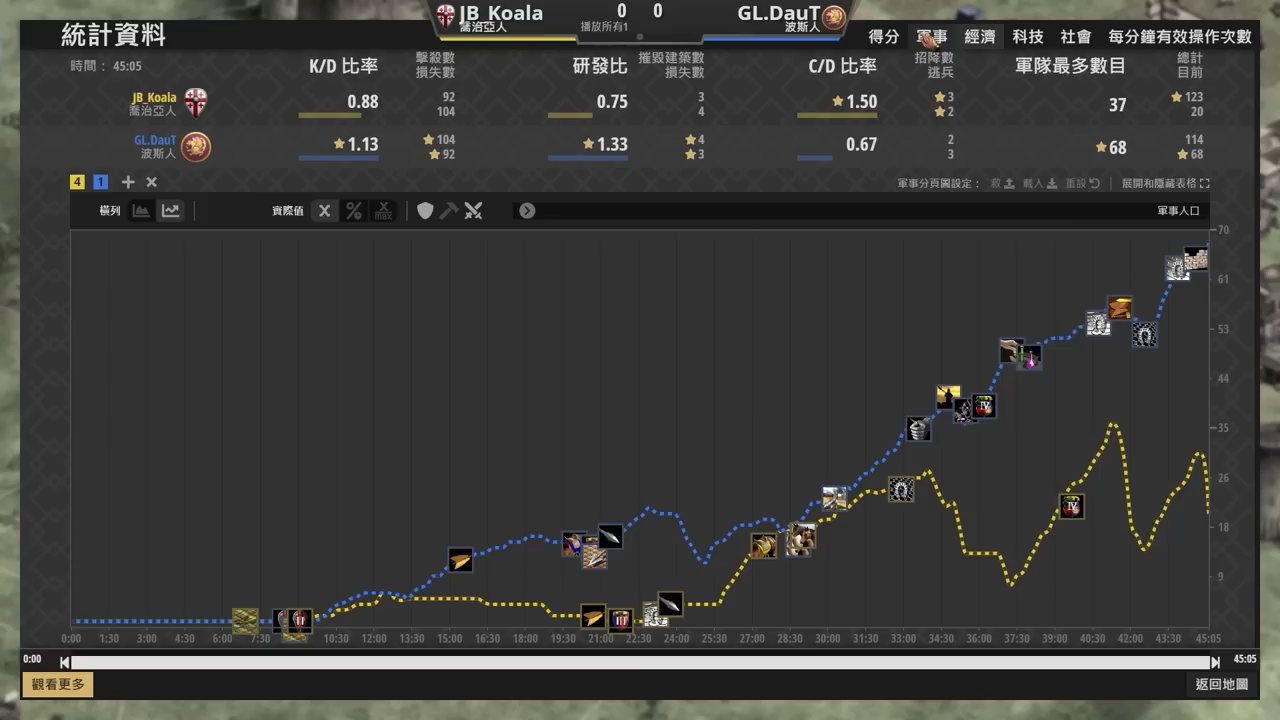 JB_Koala 0 0 GL.DauT
喬治亞人 播放所有1 波斯人
統計資料
得分 軍事 經濟 科技 社會 每分鐘有效操作次數
時間： 45:05 K/D 比率 擊殺數 損失數 研發比 摧毀建築數 損失數 C/D 比率 招降數 逃兵 軍隊最多數目 總計 目前
JB_Koala 喬治亞人 0.88 92 104 0.75 3 4 1.50 3 2 37 123 20
GL.DauT 波斯人 1.13 104 92 1.33 4 3 0.67 2 3 68 114 68
4 1 軍事分頁圖設定： 載入 重設 展開和隱藏表格
橫列 實際值 X % X max 軍事人口
70
61
53
44
35
26
18
9
II III IV IV
0:00 1:30 3:00 4:30 6:00 7:30 10:30 12:00 13:30 15:00 16:30 18:00 19:30 21:00 22:30 24:00 25:30 27:00 28:30 30:00 31:30 33:00 34:30 36:00 37:30 39:00 40:30 42:00 43:30 45:05
0:00 45:05
觀看更多 返回地圖